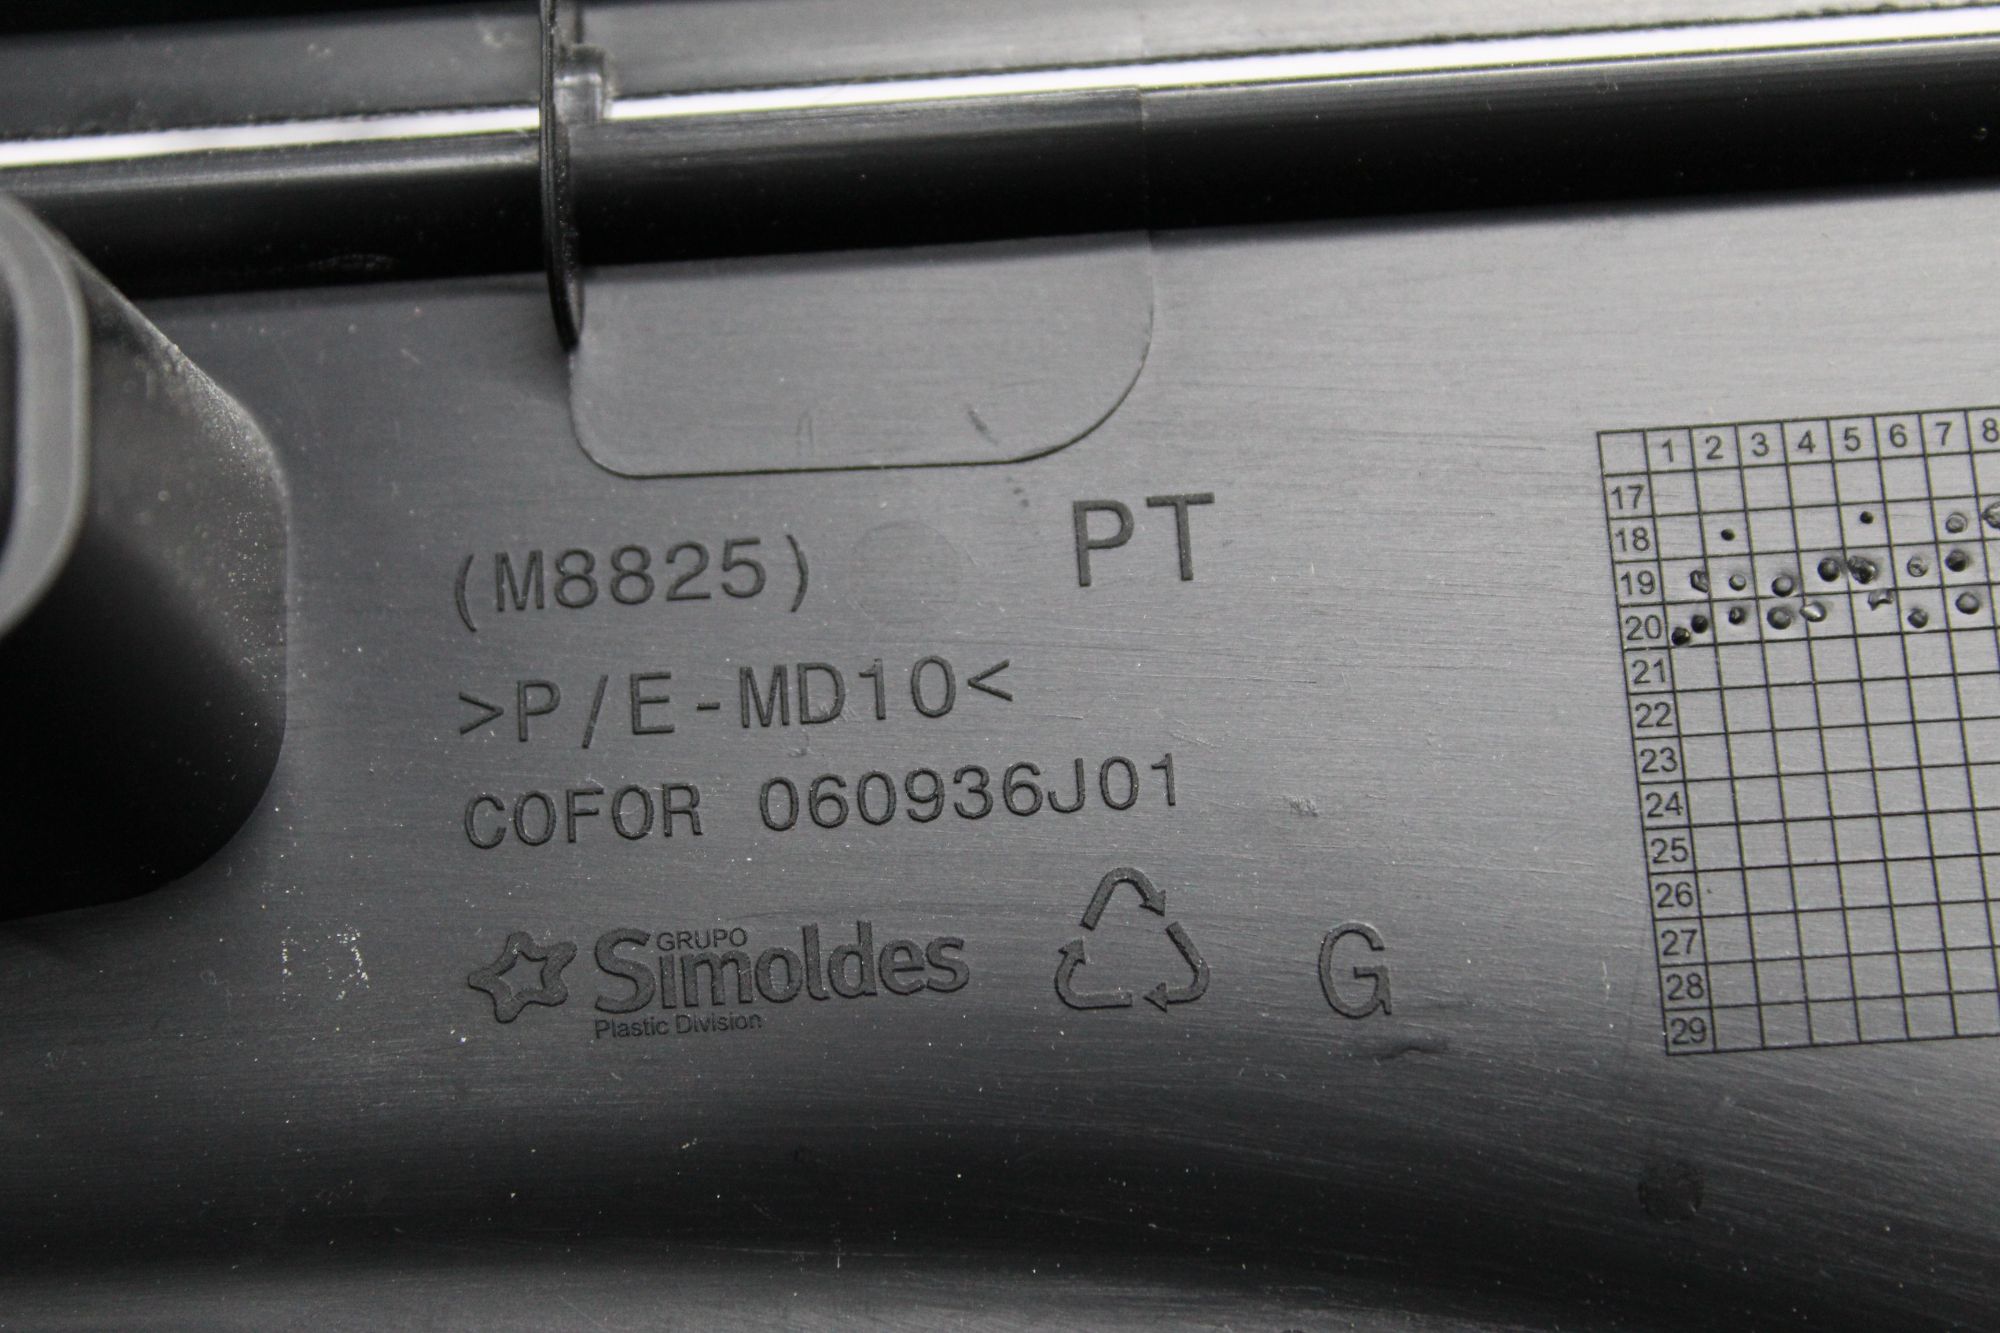 PT
(M8825)
>P/E-MD10<
COFOR 060936J01
GRUPO
Simoldes
Plastic Division
G
1 2 3 4 5 6 7 8
17
18
19
20
21
22
23
24
25
26
27
28
29